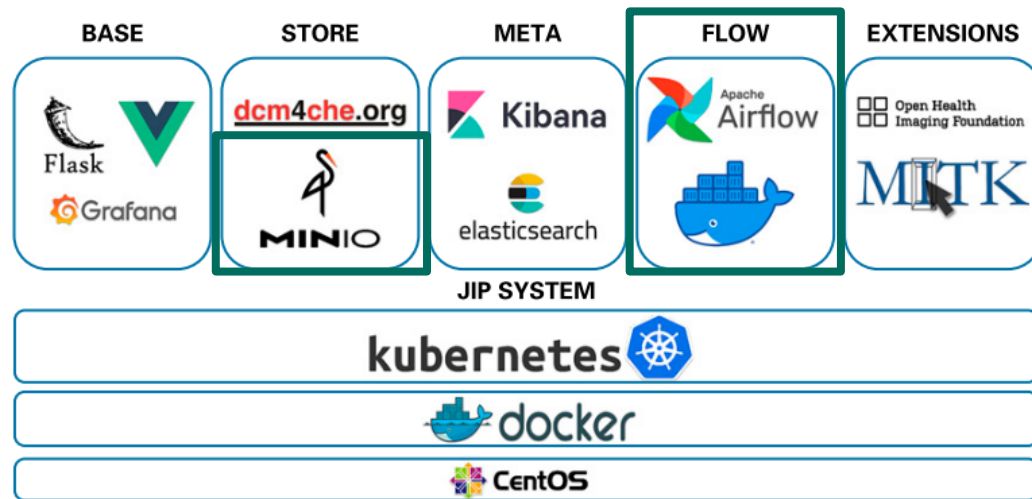 BASE
STORE
META
FLOW
EXTENSIONS
Flask
Grafana
dcm4che.org
MINIO
Kibana
elasticsearch
Apache
Airflow
Open Health
Imaging Foundation
MITK
JIP SYSTEM
kubernetes
docker
CentOS